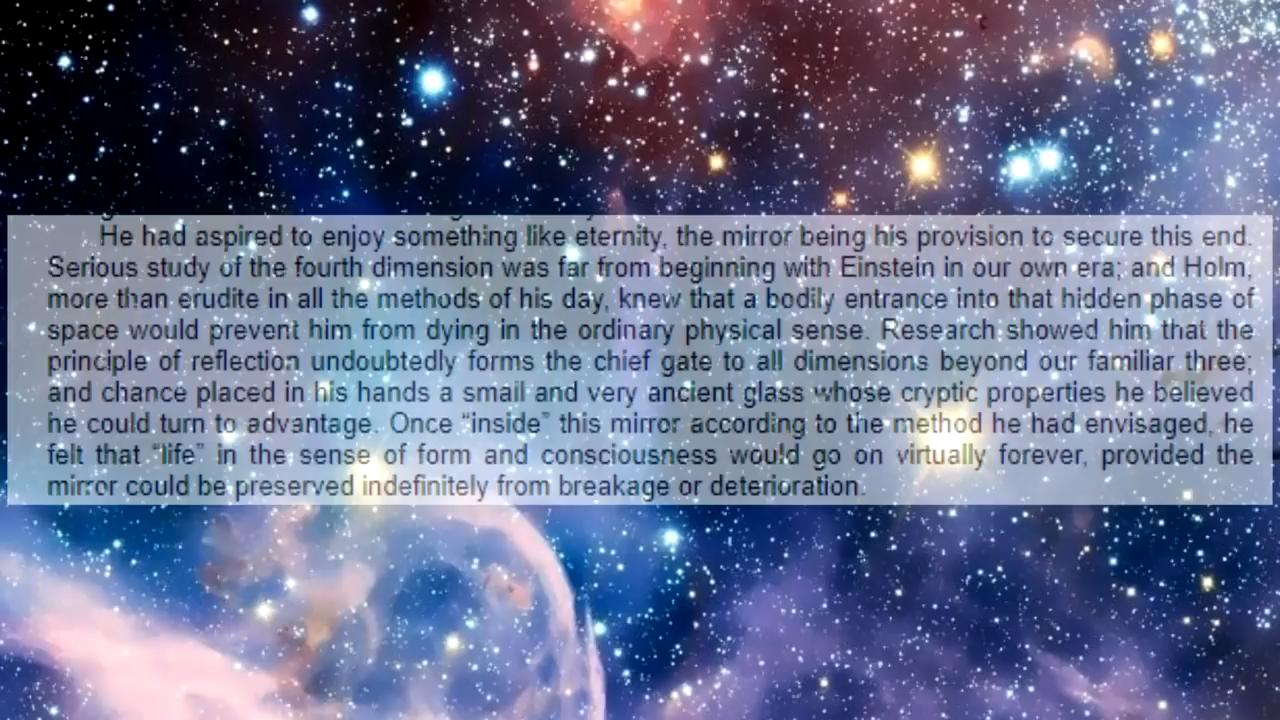 He had aspired to enjoy something like eternity, the mirror being his provision to secure this end.
Serious study of the fourth dimension was far from beginning with Einstein in our own era; and Holm,
more than erudite in all the methods of his day, knew that a bodily entrance into that hidden phase of
space would prevent him from dying in the ordinary physical sense. Research showed him that the
principle of reflection undoubtedly forms the chief gate to all dimensions beyond our familiar three;
and chance placed in his hands a small and very ancient glass whose cryptic properties he believed
he could turn to advantage. Once “inside” this mirror according to the method he had envisaged, he
felt that “life” in the sense of form and consciousness would go on virtually forever, provided the
mirror could be preserved indefinitely from breakage or deterioration.